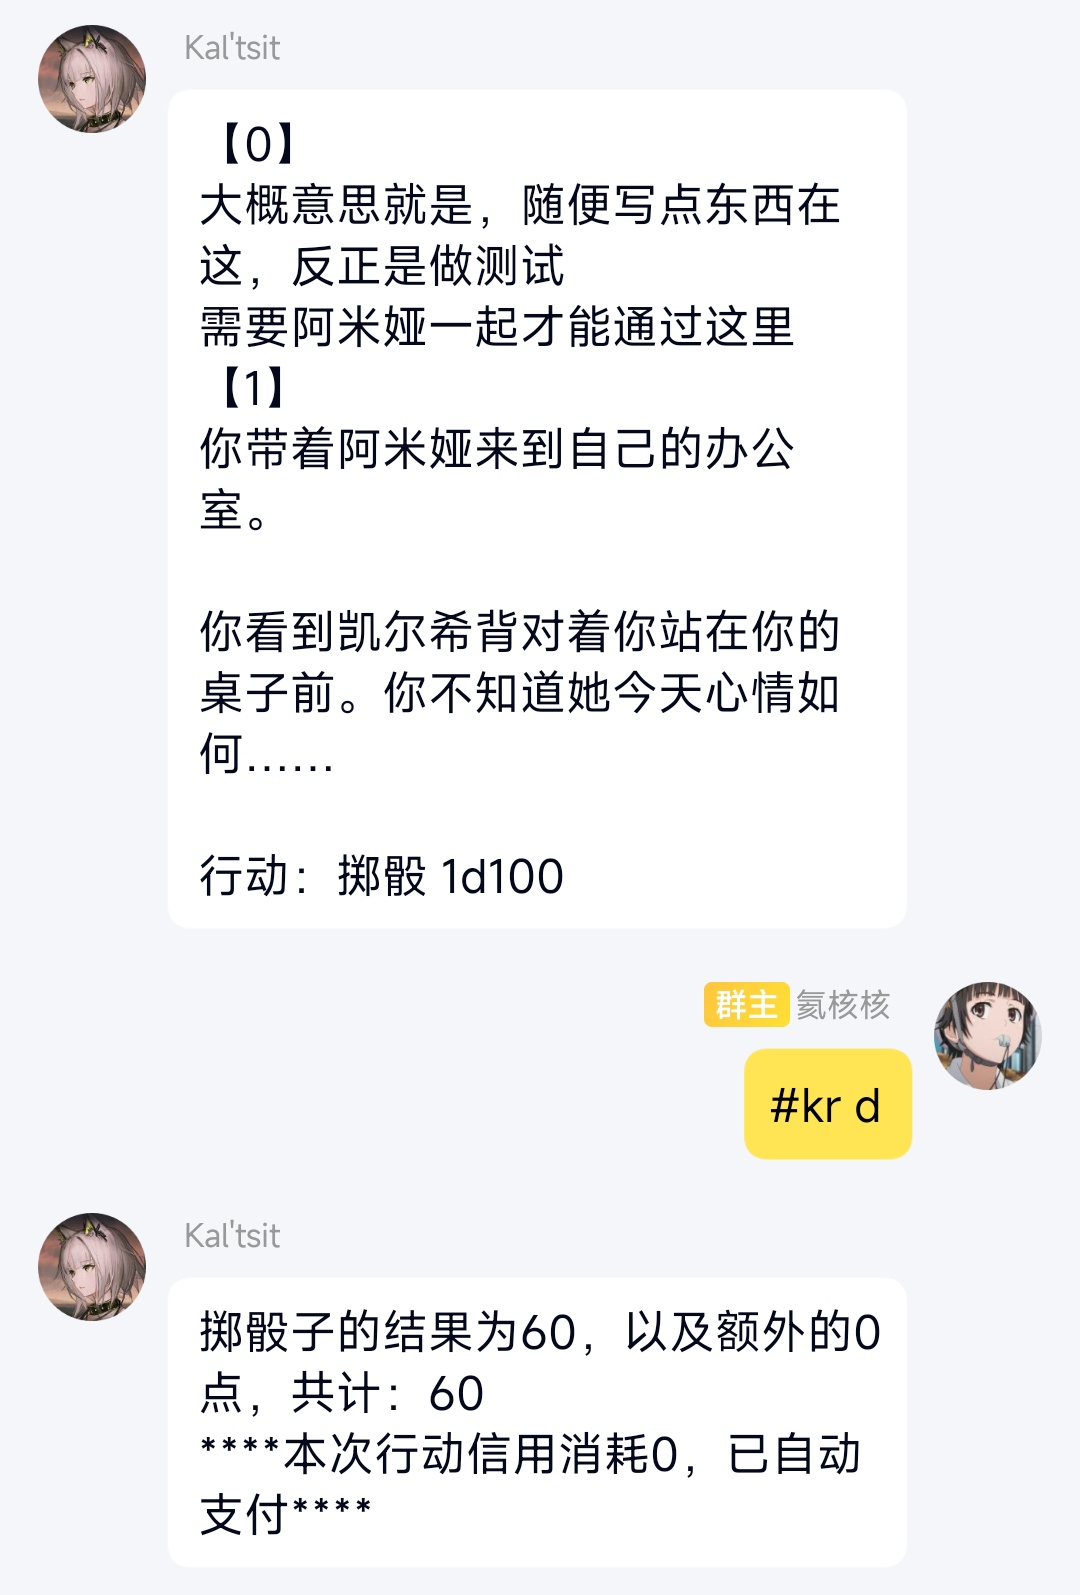 Kal'tsit
【0】
大概意思就是，随便写点东西在
这，反正是做测试
需要阿米娅一起才能通过这里
【1】
你带着阿米娅来到自己的办公
室。
你看到凯尔希背对着你站在你的
桌子前。你不知道她今天心情如
何……
行动：掷骰 1d100
群主 氦核核
#kr d
Kal'tsit
掷骰子的结果为60，以及额外的0
点，共计：60
****本次行动信用消耗0，已自动
支付****